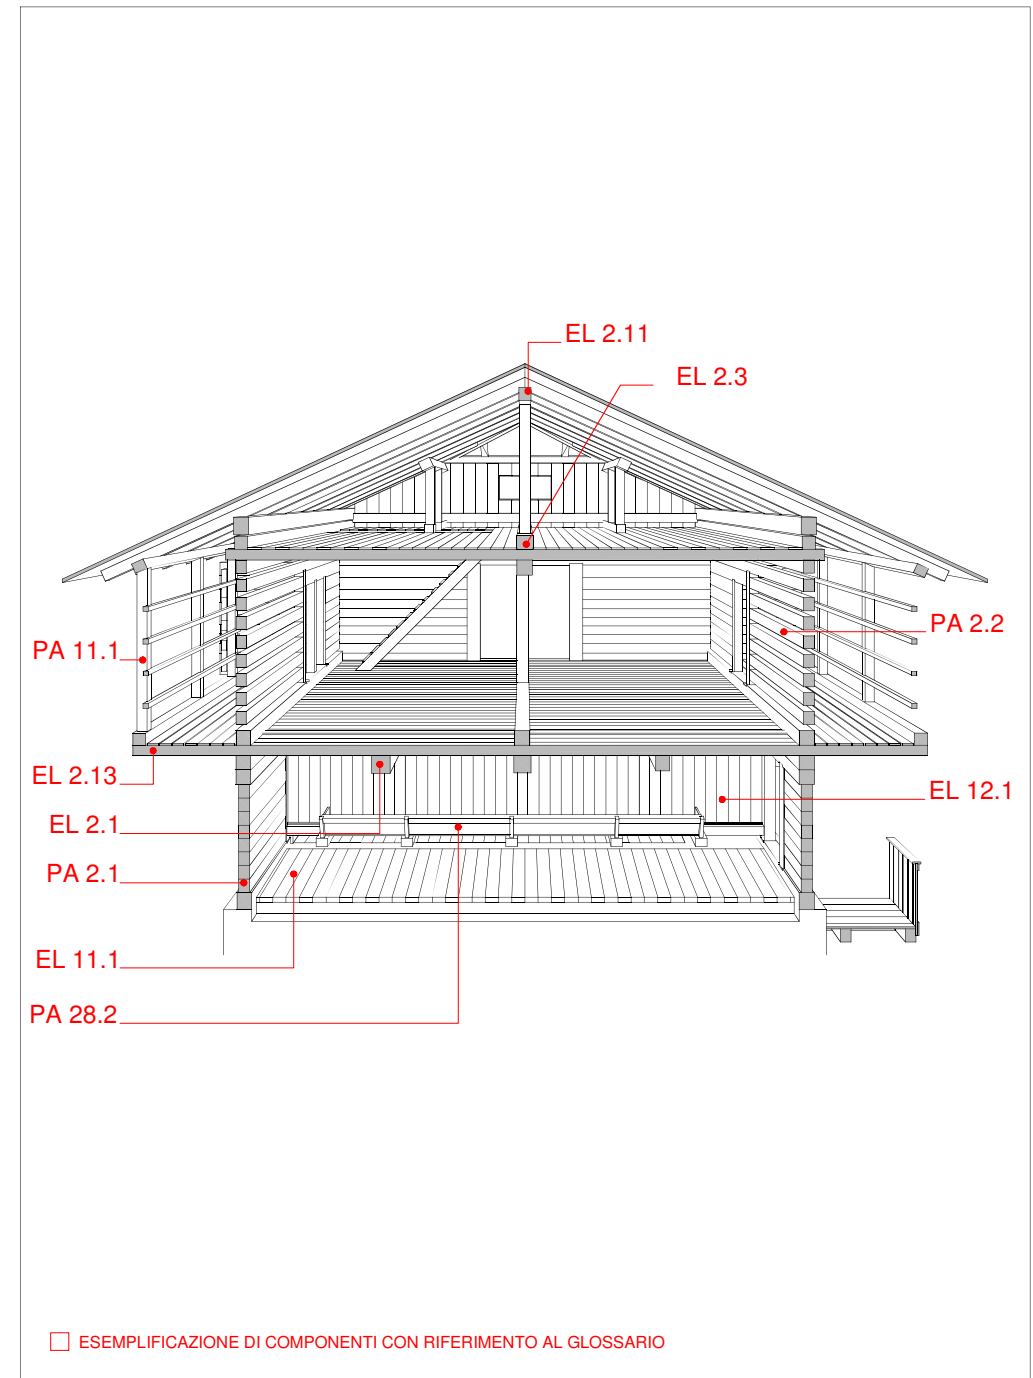 EL 2.11
EL 2.3
PA 2.2
PA 11.1
EL 2.13
EL 12.1
EL 2.1
PA 2.1
EL 11.1
PA 28.2
ESEMPLIFICAZIONE DI COMPONENTI CON RIFERIMENTO AL GLOSSARIO